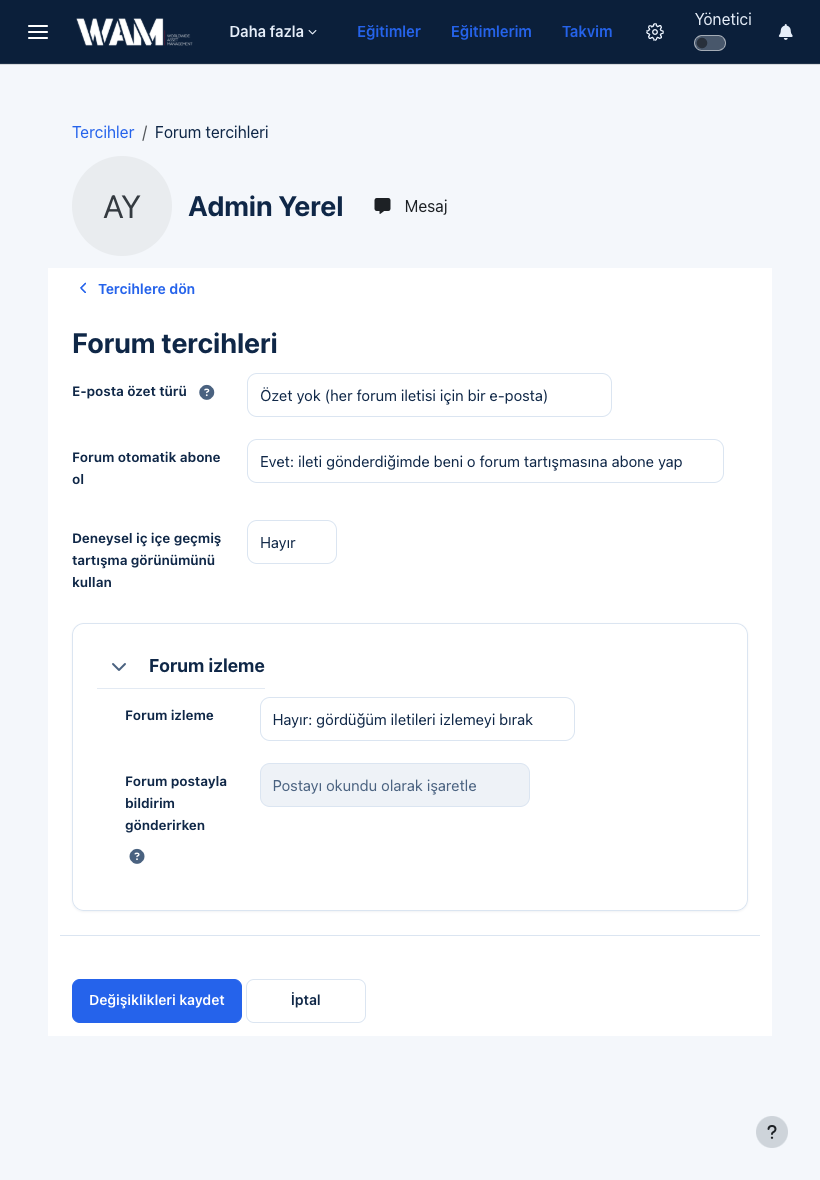 WAM WORLDWIDE ASSET MANAGEMENT
Daha fazla
Eğitimler
Eğitimlerim
Takvim
Yönetici
Tercihler / Forum tercihleri
AY
Admin Yerel
Mesaj
Tercihlere dön
Forum tercihleri
E-posta özet türü ?
Özet yok (her forum iletisi için bir e-posta)
Forum otomatik abone
ol
Evet: ileti gönderdiğimde beni o forum tartışmasına abone yap
Deneysel iç içe geçmiş
tartışma görünümünü
kullan
Hayır
Forum izleme
Forum izleme
Hayır: gördüğüm iletileri izlemeyi bırak
Forum postayla
bildirim
gönderirken
?
Postayı okundu olarak işaretle
Değişiklikleri kaydet
İptal
?